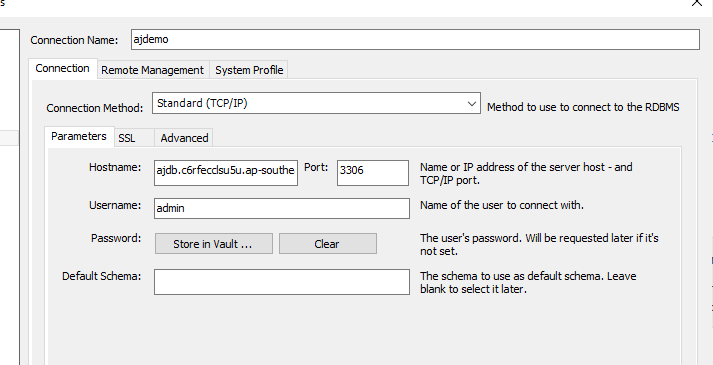 Connection Name: ajdemo
Connection Remote Management System Profile
Connection Method: Standard (TCP/IP) Method to use to connect to the RDBMS
Parameters SSL Advanced
Hostname: ajdb.c6rfecclsu5u.ap-southe Port: 3306 Name or IP address of the server host - and
TCP/IP port.
Username: admin Name of the user to connect with.
Password: Store in Vault ... Clear The user's password. Will be requested later if it's
not set.
Default Schema: The schema to use as default schema. Leave
blank to select it later.